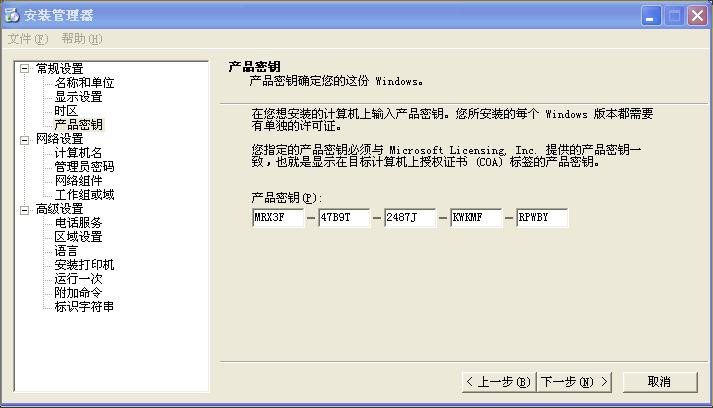 安装管理器
文件(F) 帮助(H)
常规设置
名称和单位
显示设置
时区
产品密钥
网络设置
计算机名
管理员密码
网络组件
工作组或域
高级设置
电话服务
区域设置
语言
安装打印机
运行一次
附加命令
标识字符串
产品密钥
产品密钥确定您的这份 Windows。
在您想安装的计算机上输入产品密钥。您所安装的每个 Windows 版本都需要
有单独的许可证。
您指定的产品密钥必须与 Microsoft Licensing, Inc. 提供的产品密钥一
致，也就是显示在目标计算机上授权证书 (COA) 标签的产品密钥。
产品密钥(P):
MRX3F - 47B9T - 2487J - KWKMF - RPWBY
< 上一步(B) 下一步(N) > 取消